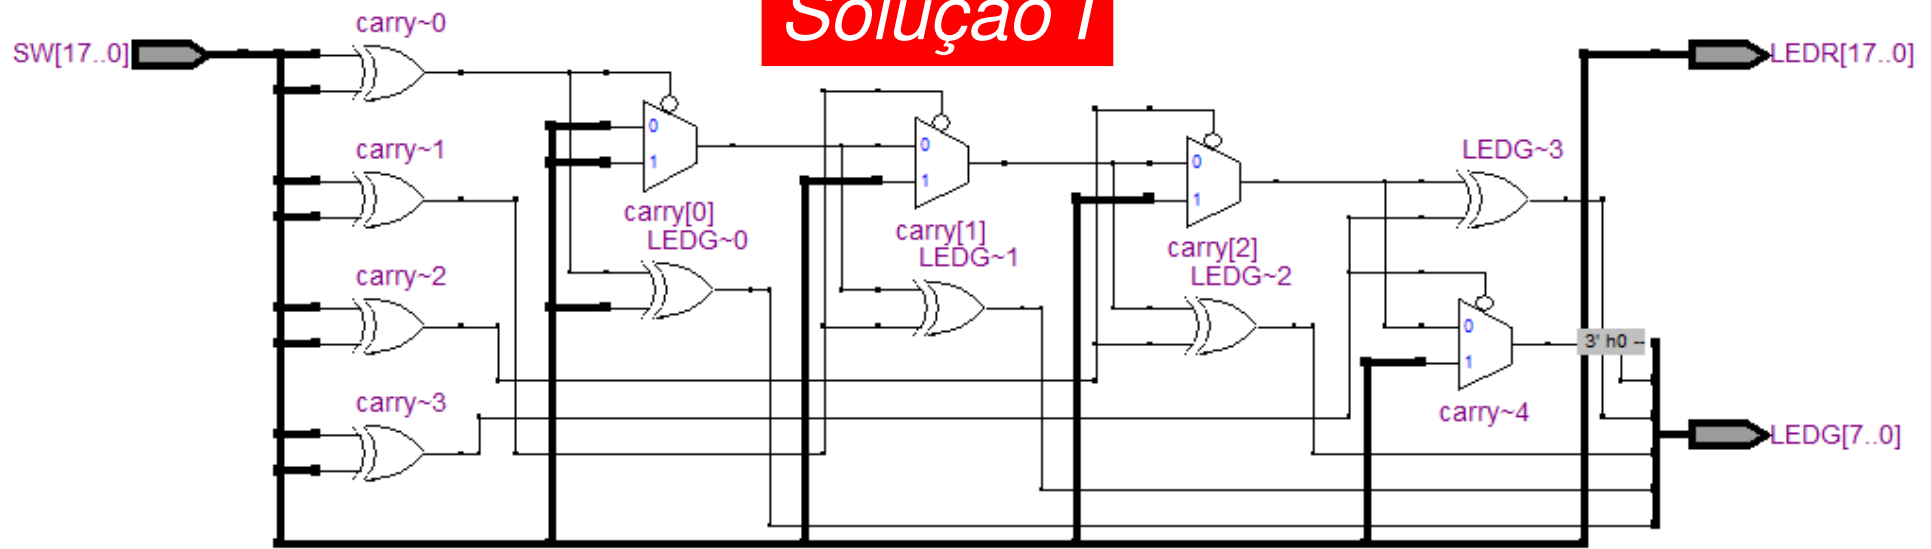 Solução I
carry~0
SW[17..0]
LEDR[17..0]
0
1
carry~1
0
1
0
1
LEDG~3
carry[0]
LEDG~0
carry[1]
LEDG~1
carry[2]
LEDG~2
carry~2
0
1
3' h0 --
carry~3
carry~4
LEDG[7..0]